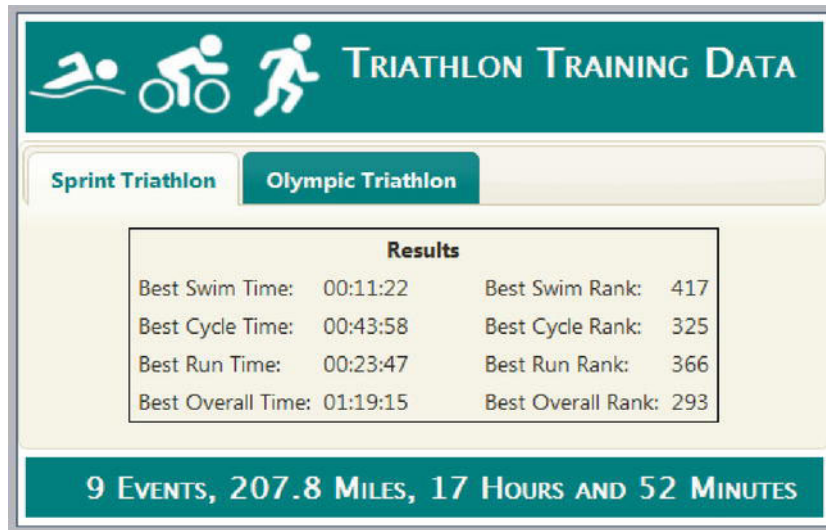 Triathlon Training Data
Sprint Triathlon Olympic Triathlon
Results
Best Swim Time: 00:11:22 Best Swim Rank: 417
Best Cycle Time: 00:43:58 Best Cycle Rank: 325
Best Run Time: 00:23:47 Best Run Rank: 366
Best Overall Time: 01:19:15 Best Overall Rank: 293
9 Events, 207.8 Miles, 17 Hours and 52 Minutes